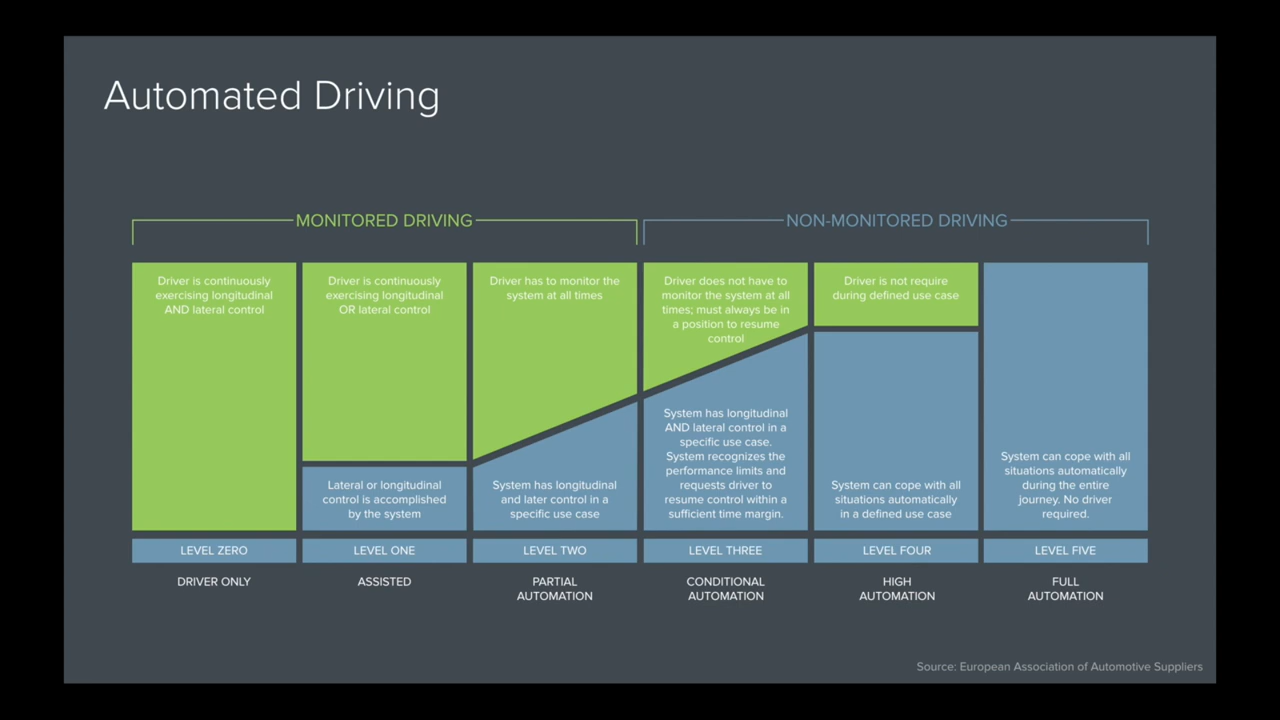 Automated Driving
MONITORED DRIVING
NON-MONITORED DRIVING
Driver is continuously
exercising longitudinal
AND lateral control
Driver is continuously
exercising longitudinal
OR lateral control
Driver has to monitor the
system at all times
Driver does not have to
monitor the system at all
times; must always be in
a position to resume
control
Driver is not require
during defined use case
Lateral or longitudinal
control is accomplished
by the system
System has longitudinal
and later control in a
specific use case
System has longitudinal
AND lateral control in a
specific use case.
System recognizes the
performance limits and
requests driver to
resume control within a
sufficient time margin.
System can cope with all
situations automatically
in a defined use case
System can cope with all
situations automatically
during the entire
journey. No driver
required.
LEVEL ZERO
LEVEL ONE
LEVEL TWO
LEVEL THREE
LEVEL FOUR
LEVEL FIVE
DRIVER ONLY
ASSISTED
PARTIAL
AUTOMATION
CONDITIONAL
AUTOMATION
HIGH
AUTOMATION
FULL
AUTOMATION
Source: European Association of Automotive Suppliers